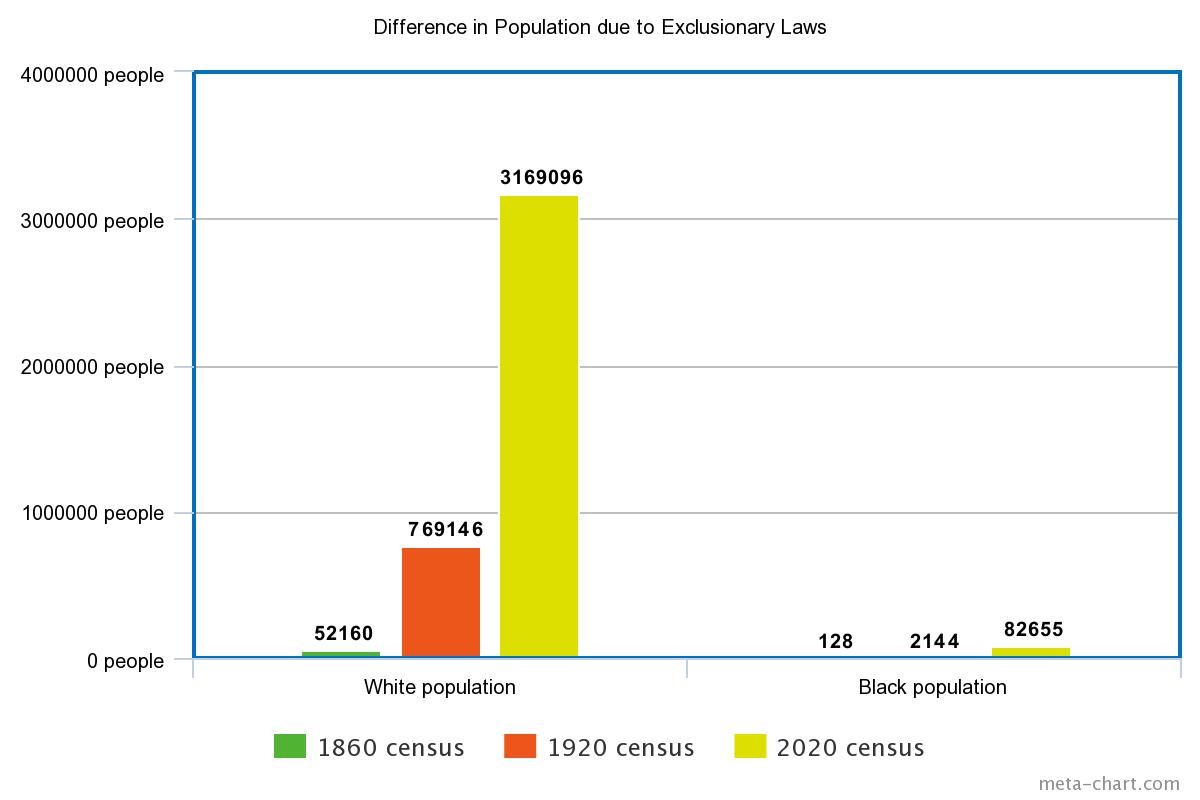 Difference in Population due to Exclusionary Laws
4000000 people
3000000 people
2000000 people
1000000 people
0 people
3169096
769146
52160
128
2144
82655
White population
Black population
1860 census
1920 census
2020 census
meta-chart.com